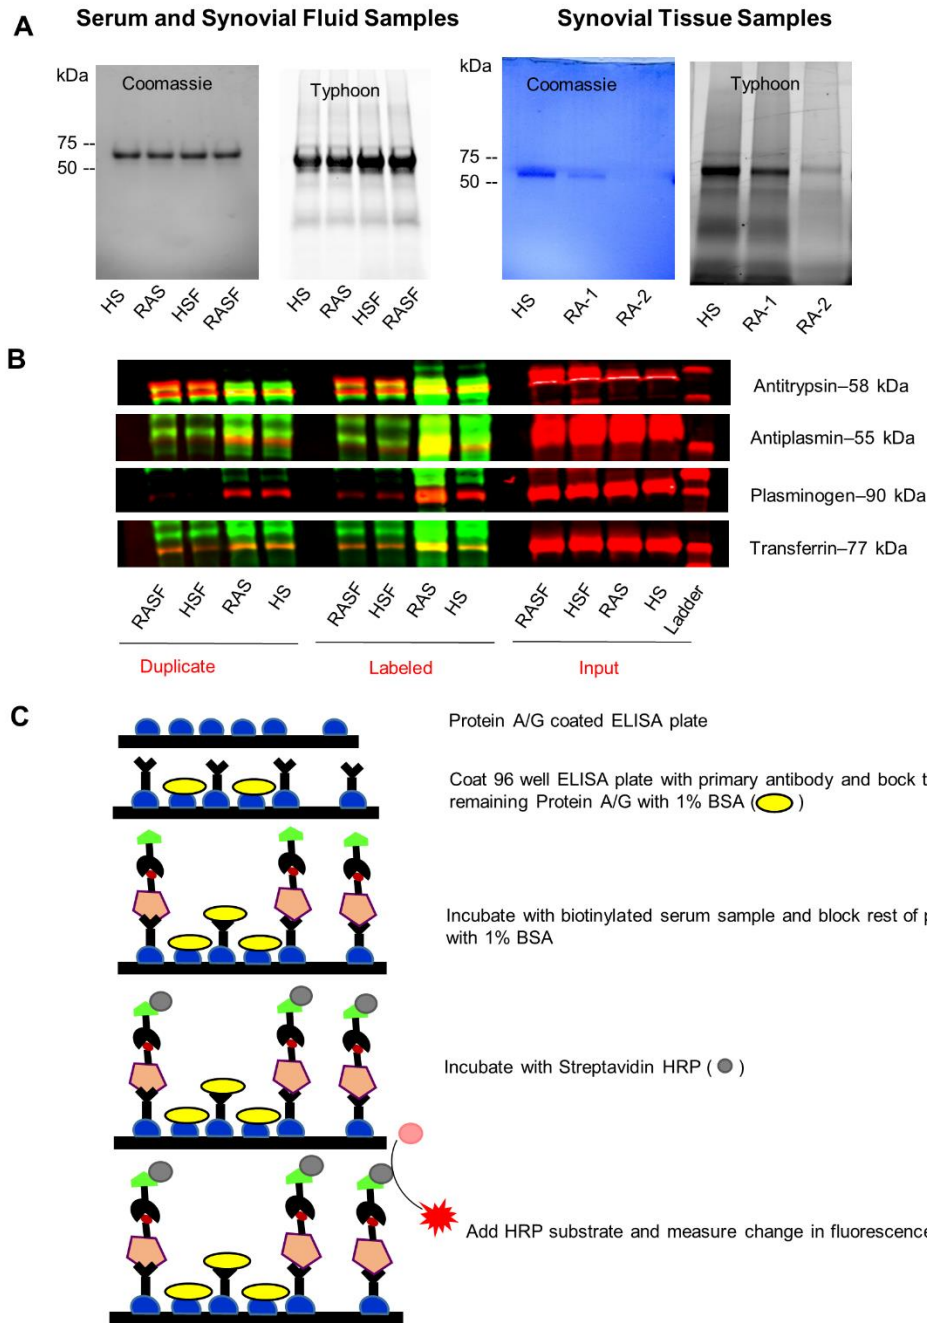 A
Serum and Synovial Fluid Samples
Synovial Tissue Samples
kDa
Coomassie
Typhoon
75 --
50 --
HS
RAS
HSF
RASF
HS
RAS
HSF
RASF
kDa
Coomassie
Typhoon
75 --
50 --
HS
RA-1
RA-2
HS
RA-1
RA-2
B
Antitrypsin–58 kDa
Antiplasmin–55 kDa
Plasminogen–90 kDa
Transferrin–77 kDa
RASF
HSF
RAS
HS
RASF
HSF
RAS
HS
RASF
HSF
RAS
HS
Ladder
Duplicate
Labeled
Input
C
Protein A/G coated ELISA plate
Coat 96 well ELISA plate with primary antibody and bock t
remaining Protein A/G with 1% BSA ( )
Incubate with biotinylated serum sample and block rest of p
with 1% BSA
Incubate with Streptavidin HRP ( )
Add HRP substrate and measure change in fluorescence